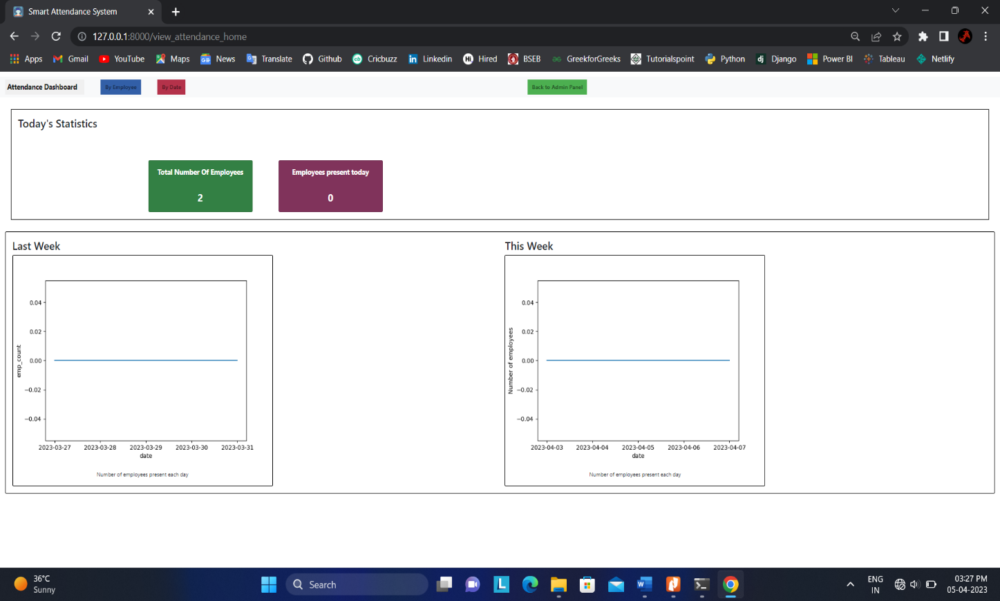 Smart Attendance System
127.0.0.1:8000/view_attendance_home
Apps Gmail YouTube Maps News Translate Github Cricbuzz Linkedin Hi Hired BSEB GreekforGreeks Tutorialspoint Python dj Django Power BI Tableau Netlify
Attendance Dashboard By Employee By Date Back to Admin Panel
Today's Statistics
Total Number Of Employees
2
Employees present today
0
Last Week
0.04
0.02
0.00
−0.02
−0.04
emp_count
2023-03-27 2023-03-28 2023-03-29 2023-03-30 2023-03-31
date
Number of employees present each day
This Week
0.04
0.02
0.00
−0.02
−0.04
Number of employees
2023-04-03 2023-04-04 2023-04-05 2023-04-06 2023-04-07
date
Number of employees present each day
36°C
Sunny
Search
ENG
IN
03:27 PM
05-04-2023